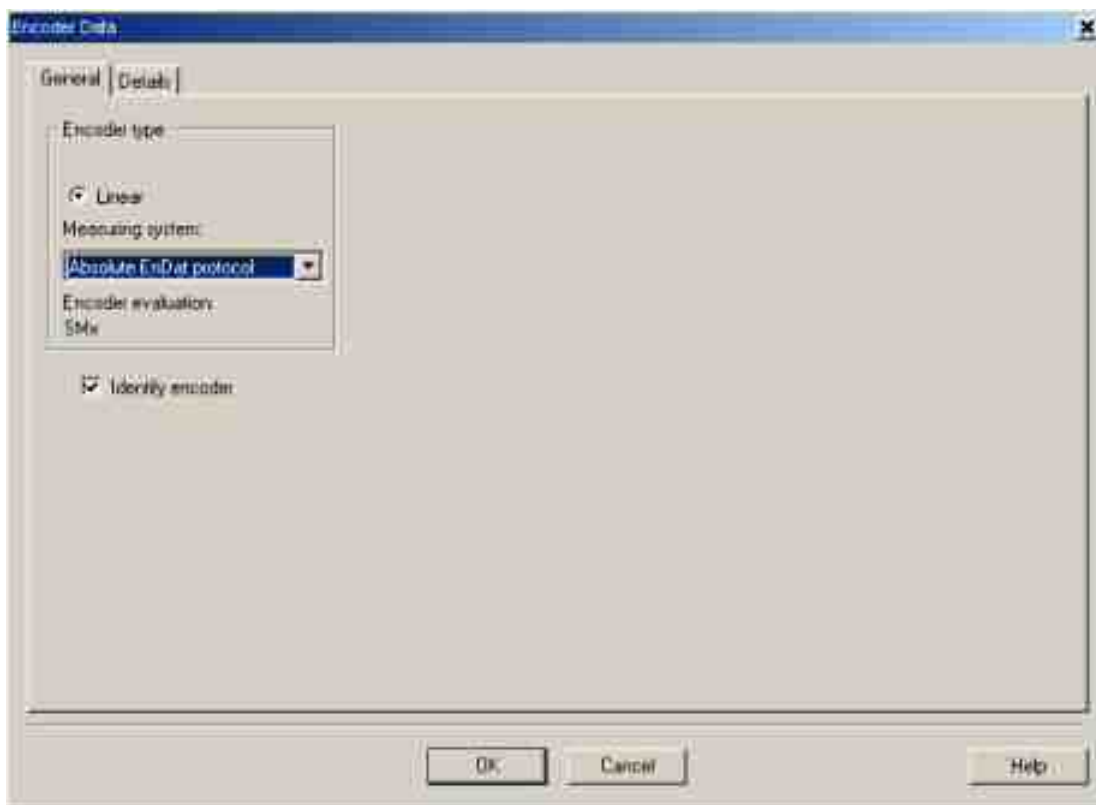 Encoder Data
General Details
Encoder type
Linear
Measuring system:
Absolute EnDat protocol
Encoder evaluation:
SMx
Identify encoder
OK Cancel Help